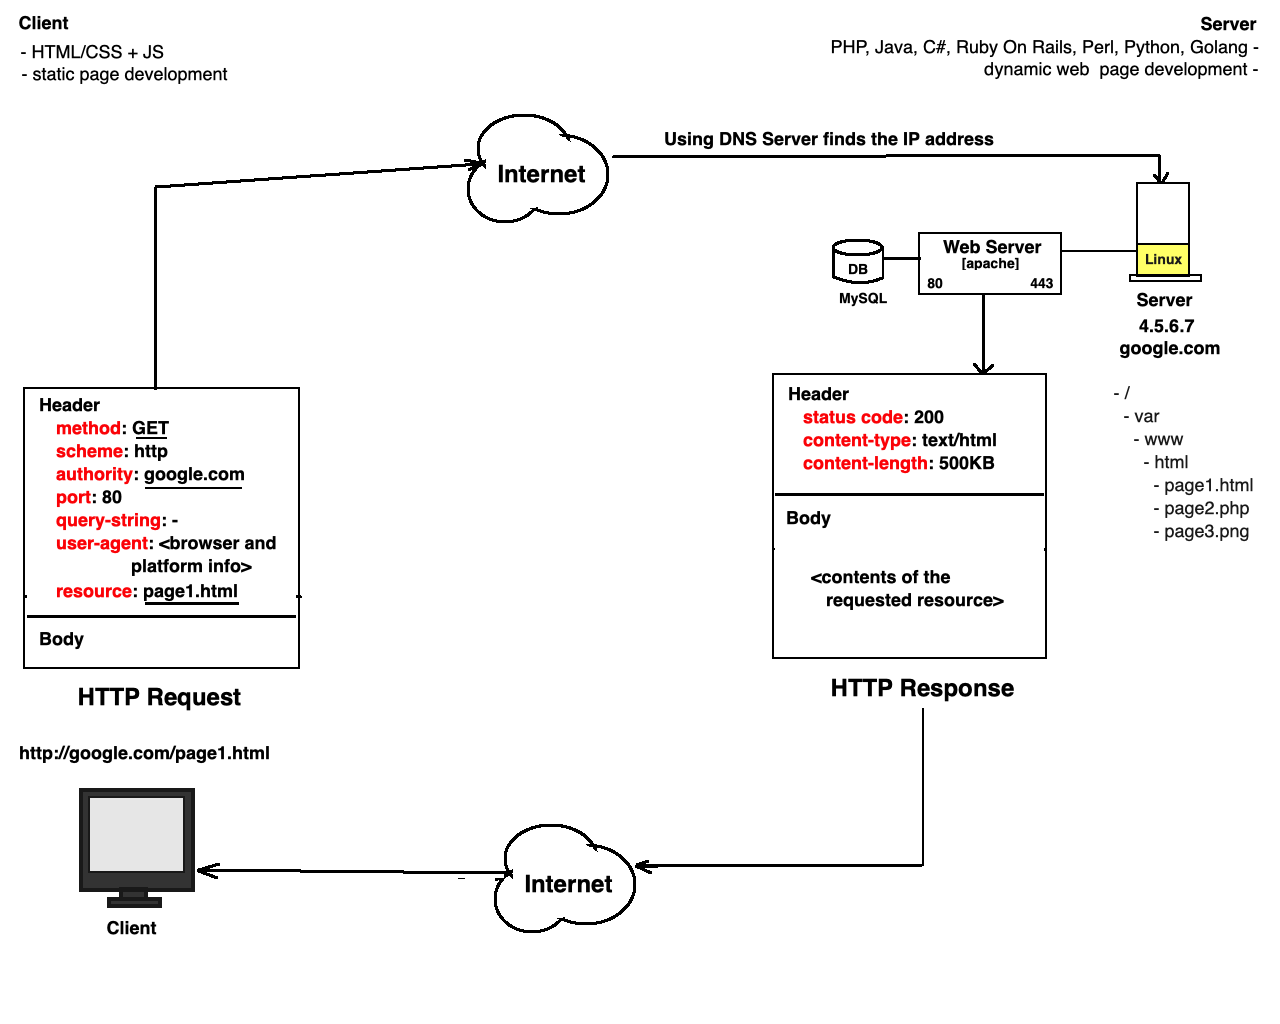 Client
- HTML/CSS + JS
- static page development
Server
PHP, Java, C#, Ruby On Rails, Perl, Python, Golang -
dynamic web  page development -
Internet
Using DNS Server finds the IP address
DB
MySQL
Web Server
[apache]
80 443
Linux
Server
4.5.6.7
google.com
- /
- var
- www
- html
- page1.html
- page2.php
- page3.png
Header
method: GET
scheme: http
authority: google.com
port: 80
query-string: -
user-agent: <browser and
platform info>
resource: page1.html
Body
HTTP Request
Header
status code: 200
content-type: text/html
content-length: 500KB
Body
<contents of the
requested resource>
HTTP Response
http://google.com/page1.html
Client
Internet